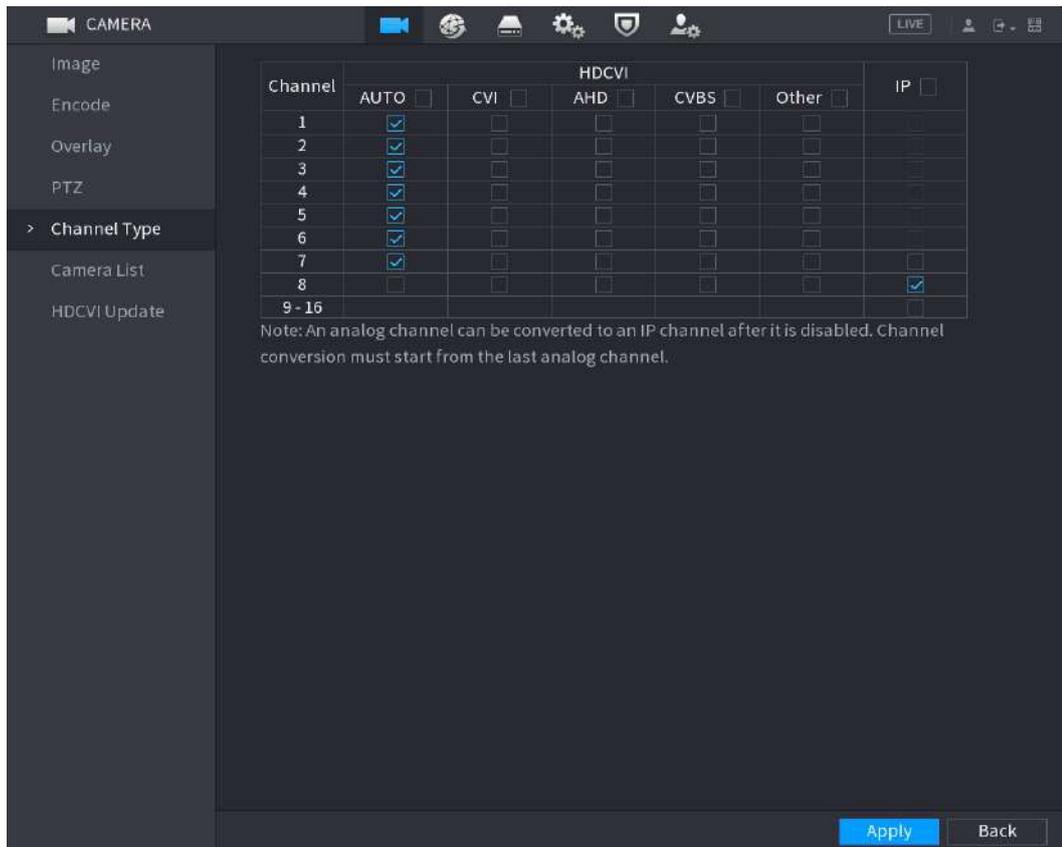 CAMERA
LIVE
Image
Encode
Overlay
PTZ
> Channel Type
Camera List
HDCVI Update
Channel HDCVI IP
AUTO CVI AHD CVBS Other
1
2
3
4
5
6
7
8
9 - 16
Note: An analog channel can be converted to an IP channel after it is disabled. Channel
conversion must start from the last analog channel.
Apply Back